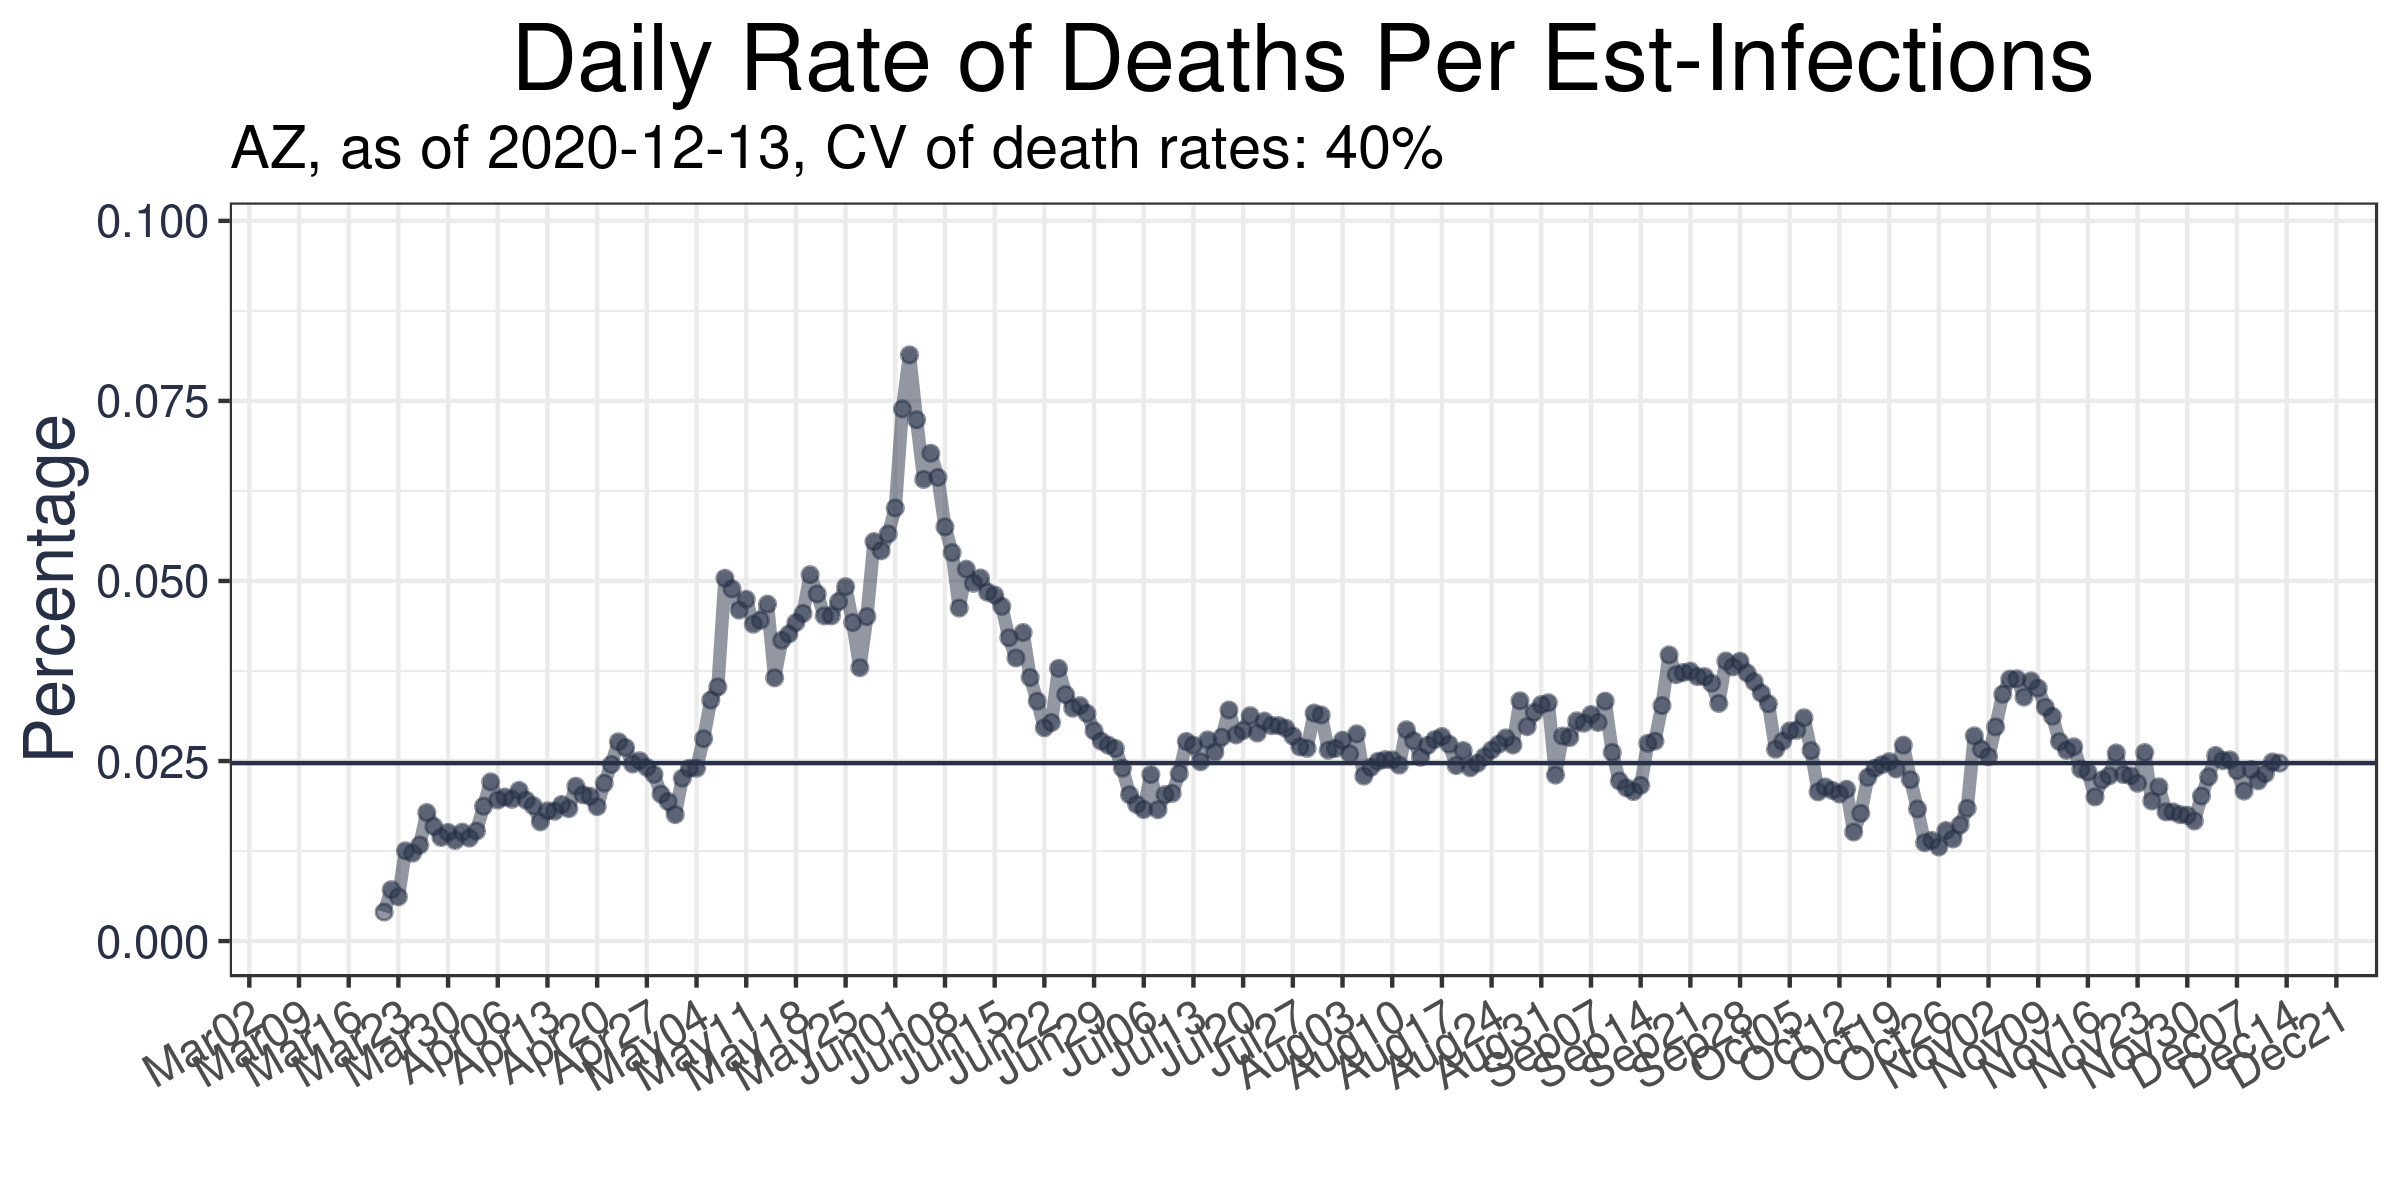 Daily Rate of Deaths Per Est-Infections
AZ, as of 2020-12-13, CV of death rates: 40%
Percentage
0.100
0.075
0.050
0.025
0.000
Mar02
Mar09
Mar16
Mar23
Mar30
Apr06
Apr13
Apr20
Apr27
May04
May11
May18
May25
Jun01
Jun08
Jun15
Jun22
Jun29
Jul06
Jul13
Jul20
Jul27
Aug03
Aug10
Aug17
Aug24
Aug31
Sep07
Sep14
Sep21
Sep28
Oct05
Oct12
Oct19
Oct26
Nov02
Nov09
Nov16
Nov23
Nov30
Dec07
Dec14
Dec21